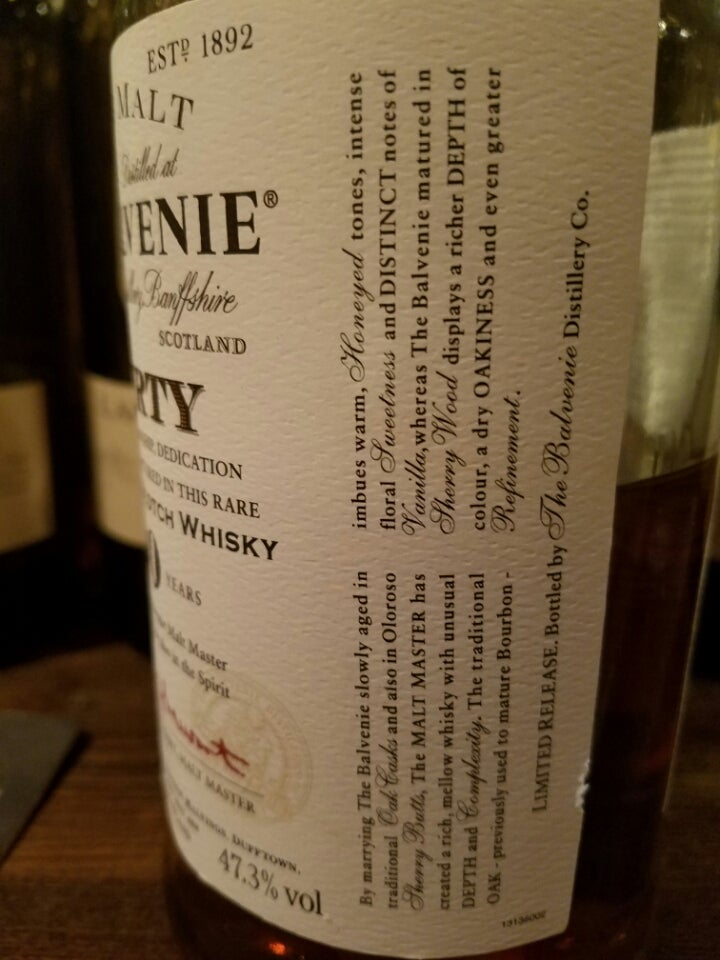 ESTD 1892
MALT
Distilled at
VENIE®
Banffshire
SCOTLAND
RTY
DEDICATION
IN THIS RARE
OTCH WHISKY
YEARS
Malt Master
at the Spirit
MALT MASTER
DUFFTOWN.
47.3% vol
By marrying The Balvenie slowly aged in
traditional Oak Casks and also in Oloroso
Sherry Butts, The MALT MASTER has
created a rich, mellow whisky with unusual
DEPTH and Complexity. The traditional
OAK - previously used to mature Bourbon -
imbues warm, Honeyed tones, intense
floral Sweetness and DISTINCT notes of
Vanilla,whereas The Balvenie matured in
Sherry Wood displays a richer DEPTH of
colour, a dry OAKINESS and even greater
Refinement.
LIMITED RELEASE. Bottled by The Balvenie Distillery Co.